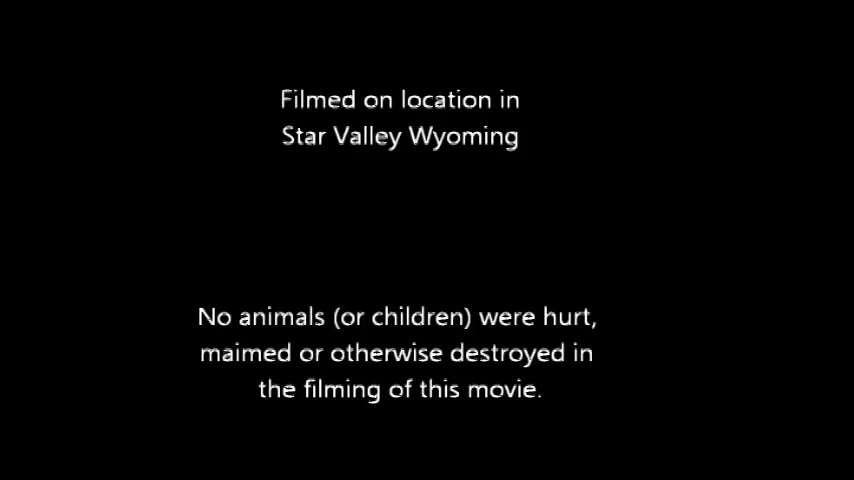 Filmed on location in
Star Valley Wyoming
No animals (or children) were hurt,
maimed or otherwise destroyed in
the filming of this movie.